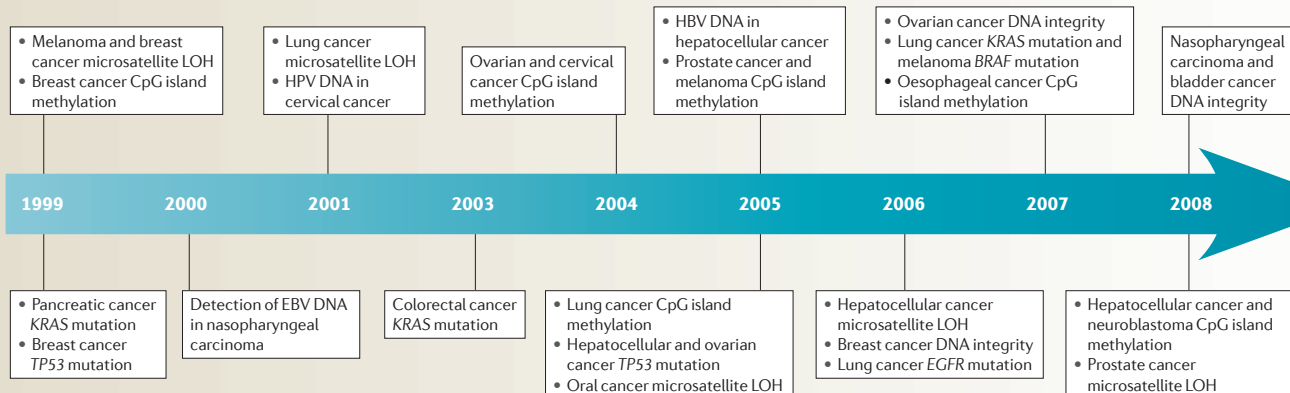 • Melanoma and breast
cancer microsatellite LOH
• Breast cancer CpG island
methylation
• Lung cancer
microsatellite LOH
• HPV DNA in
cervical cancer
Ovarian and cervical
cancer CpG island
methylation
• HBV DNA in
hepatocellular cancer
• Prostate cancer and
melanoma CpG island
methylation
• Ovarian cancer DNA integrity
• Lung cancer KRAS mutation and
melanoma BRAF mutation
• Oesophageal cancer CpG
island methylation
Nasopharyngeal
carcinoma and
bladder cancer
DNA integrity
1999 2000 2001 2003 2004 2005 2006 2007 2008
• Pancreatic cancer
KRAS mutation
• Breast cancer
TP53 mutation
Detection of EBV DNA
in nasopharyngeal
carcinoma
Colorectal cancer
KRAS mutation
• Lung cancer CpG island
methylation
• Hepatocellular and ovarian
cancer TP53 mutation
• Oral cancer microsatellite LOH
• Hepatocellular cancer
microsatellite LOH
• Breast cancer DNA integrity
• Lung cancer EGFR mutation
• Hepatocellular cancer and
neuroblastoma CpG island
methylation
• Prostate cancer
microsatellite LOH